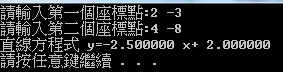 請輸入第一個座標點:2 -3
請輸入第二個座標點:4 -8
直線方程式 y=-2.500000 x+ 2.000000
請按任意鍵繼續 . . .